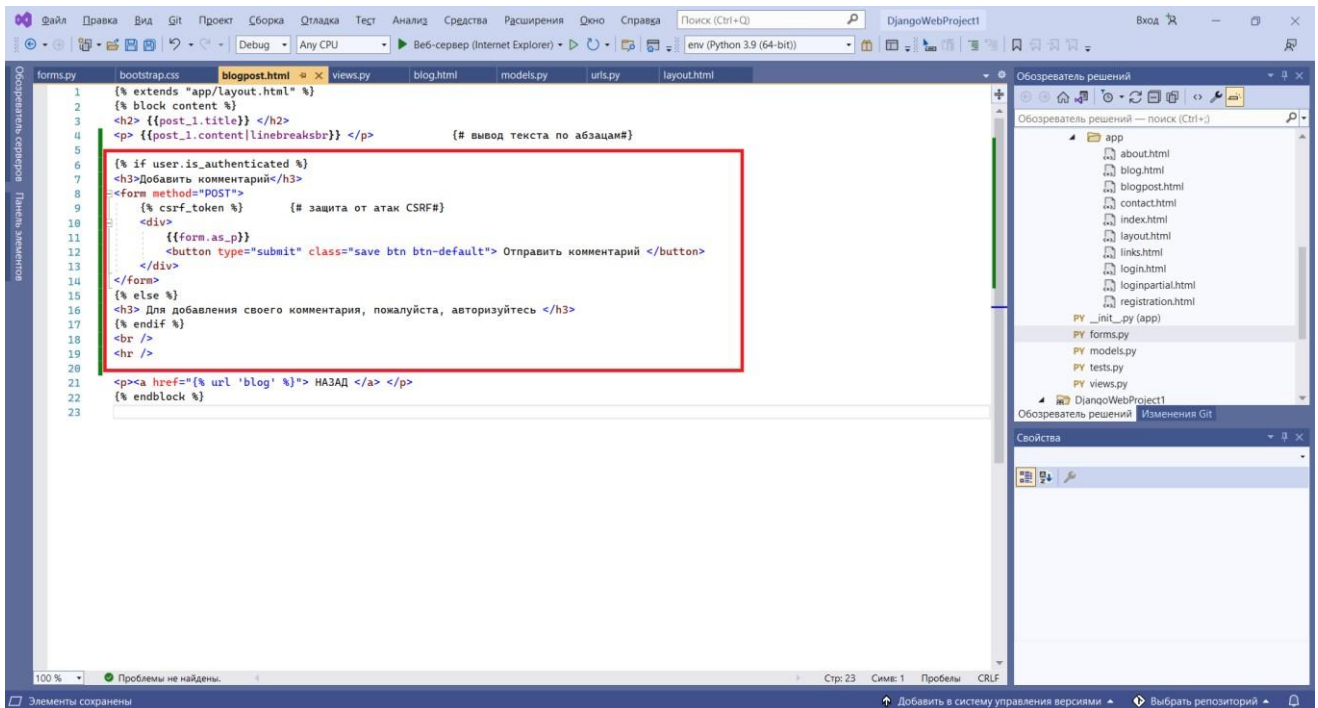 Файл Правка Вид Git Проект Сборка Отладка Тест Анализ Средства Расширения Окно Справка Поиск (Ctrl+Q) DjangoWebProject1 Вход
Debug Any CPU Веб-сервер (Internet Explorer) env (Python 3.9 (64-bit))
Обозреватель серверов
Панель элементов
forms.py bootstrap.css blogpost.html views.py blog.html models.py urls.py layout.html
1 {% extends "app/layout.html" %}
2 {% block content %}
3 <h2> {{post_1.title}} </h2>
4 <p> {{post_1.content|linebreaksbr}} </p> {# вывод текста по абзацам#}
5
6 {% if user.is_authenticated %}
7 <h3>Добавить комментарий</h3>
8 <form method="POST">
9 {% csrf_token %} {# защита от атак CSRF#}
10 <div>
11 {{form.as_p}}
12 <button type="submit" class="save btn btn-default"> Отправить комментарий </button>
13 </div>
14 </form>
15 {% else %}
16 <h3> Для добавления своего комментария, пожалуйста, авторизуйтесь </h3>
17 {% endif %}
18 <br />
19 <hr />
20
21 <p><a href="{% url 'blog' %}"> НАЗАД </a> </p>
22 {% endblock %}
23
100 % Проблемы не найдены. Стр: 23 Симв: 1 Пробелы CRLF
Обозреватель решений
Обозреватель решений — поиск (Ctrl+;)
app
about.html
blog.html
blogpost.html
contact.html
index.html
layout.html
links.html
login.html
loginpartial.html
registration.html
PY __init__.py (app)
PY forms.py
PY models.py
PY tests.py
PY views.py
DjangoWebProject1
Обозреватель решений Изменения Git
Свойства
Элементы сохранены Добавить в систему управления версиями Выбрать репозиторий